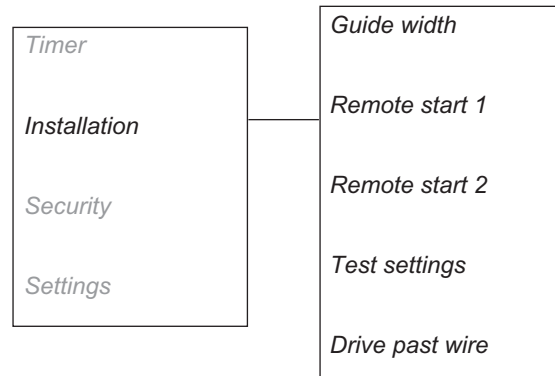 Timer
Installation
Security
Settings
Guide width
Remote start 1
Remote start 2
Test settings
Drive past wire